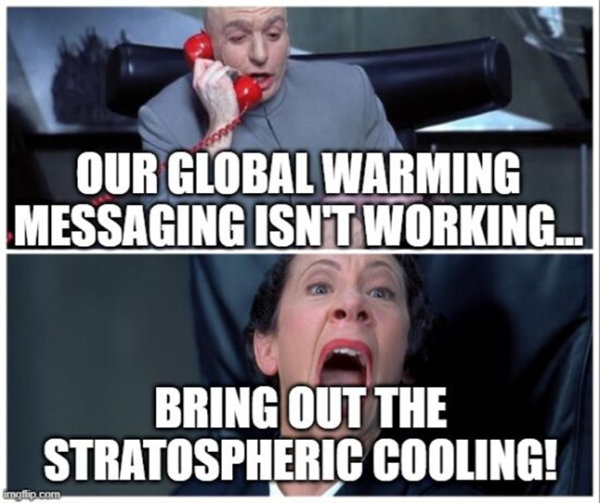 OUR GLOBAL WARMING
MESSAGING ISN'T WORKING...
BRING OUT THE
STRATOSPHERIC COOLING!
imgflip.com